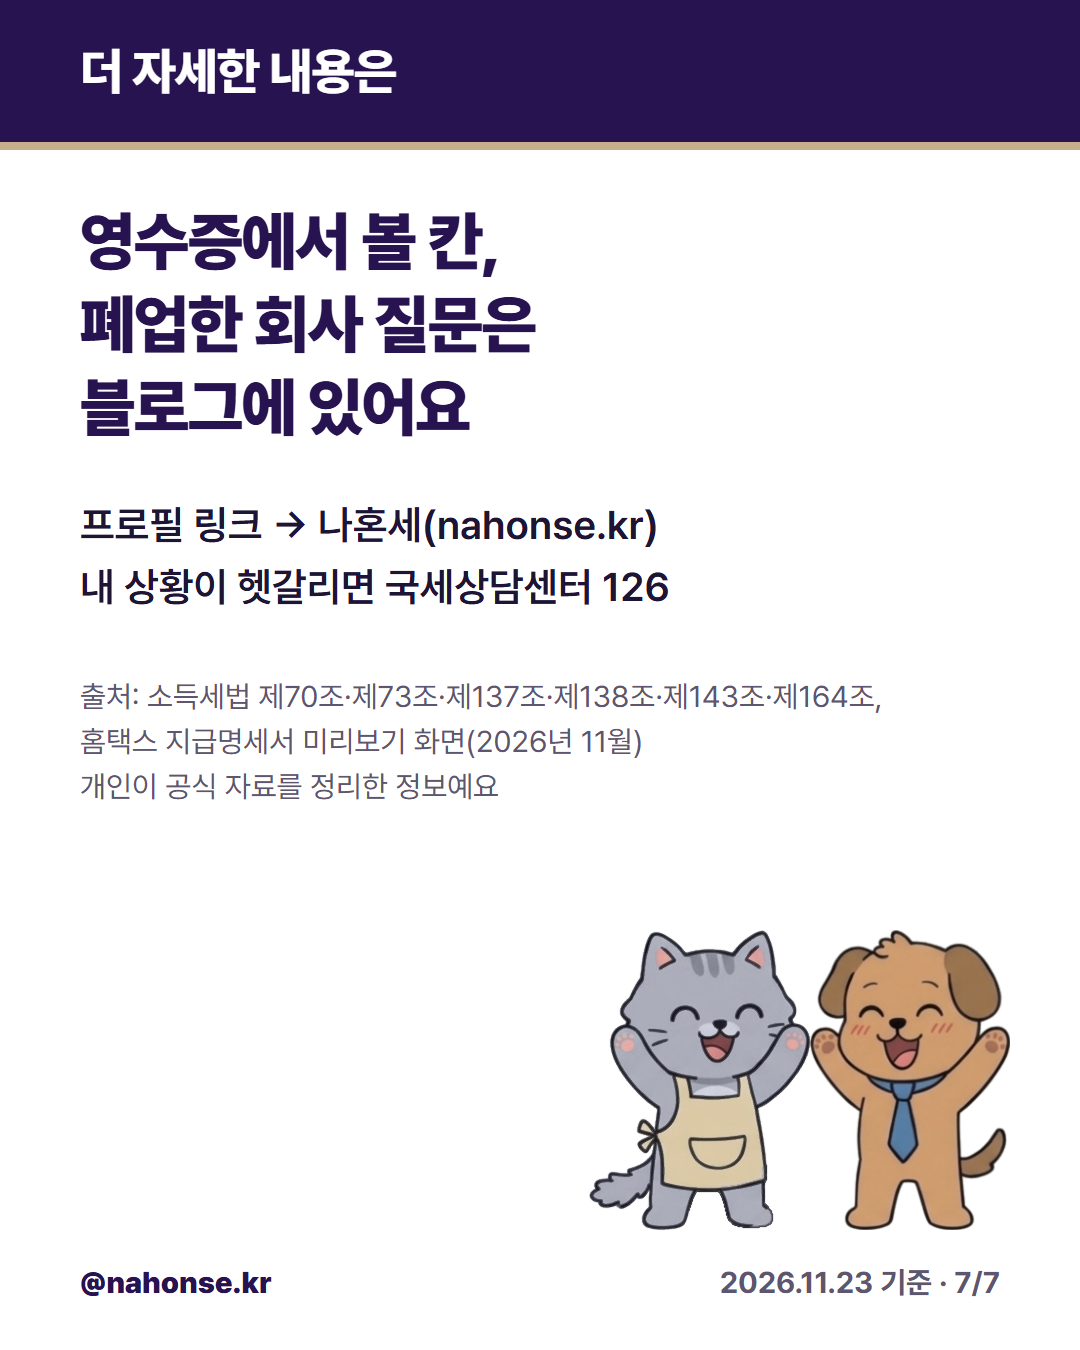 더 자세한 내용은
영수증에서 볼 칸,
폐업한 회사 질문은
블로그에 있어요
프로필 링크 → 나혼세(nahonse.kr)
내 상황이 헷갈리면 국세상담센터 126
출처: 소득세법 제70조·제73조·제137조·제138조·제143조·제164조,
홈택스 지급명세서 미리보기 화면(2026년 11월)
개인이 공식 자료를 정리한 정보예요
@nahonse.kr
2026.11.23 기준 · 7/7